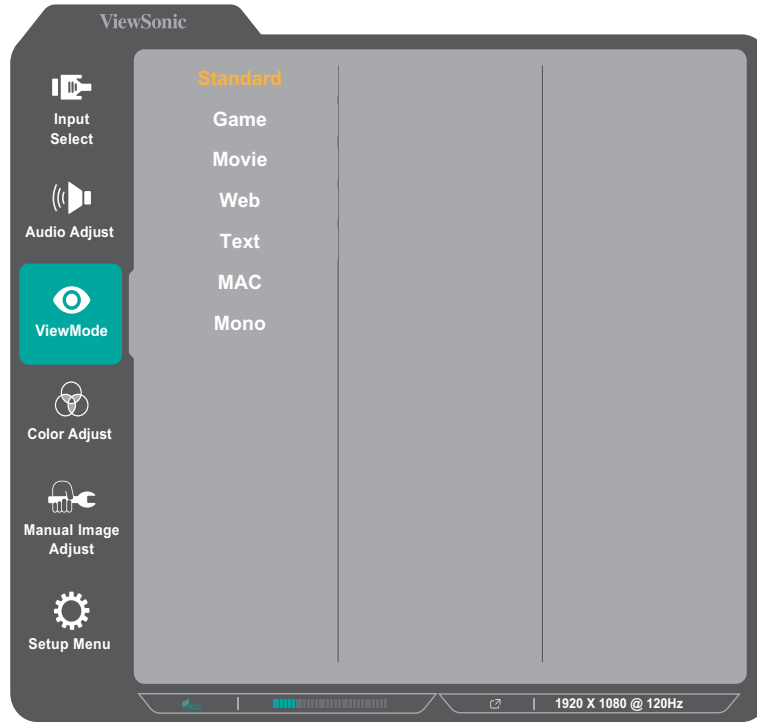 ViewSonic
Input
Select
Audio Adjust
ViewMode
Color Adjust
Manual Image
Adjust
Setup Menu
Standard
Game
Movie
Web
Text
MAC
Mono
eco
1920 X 1080 @ 120Hz